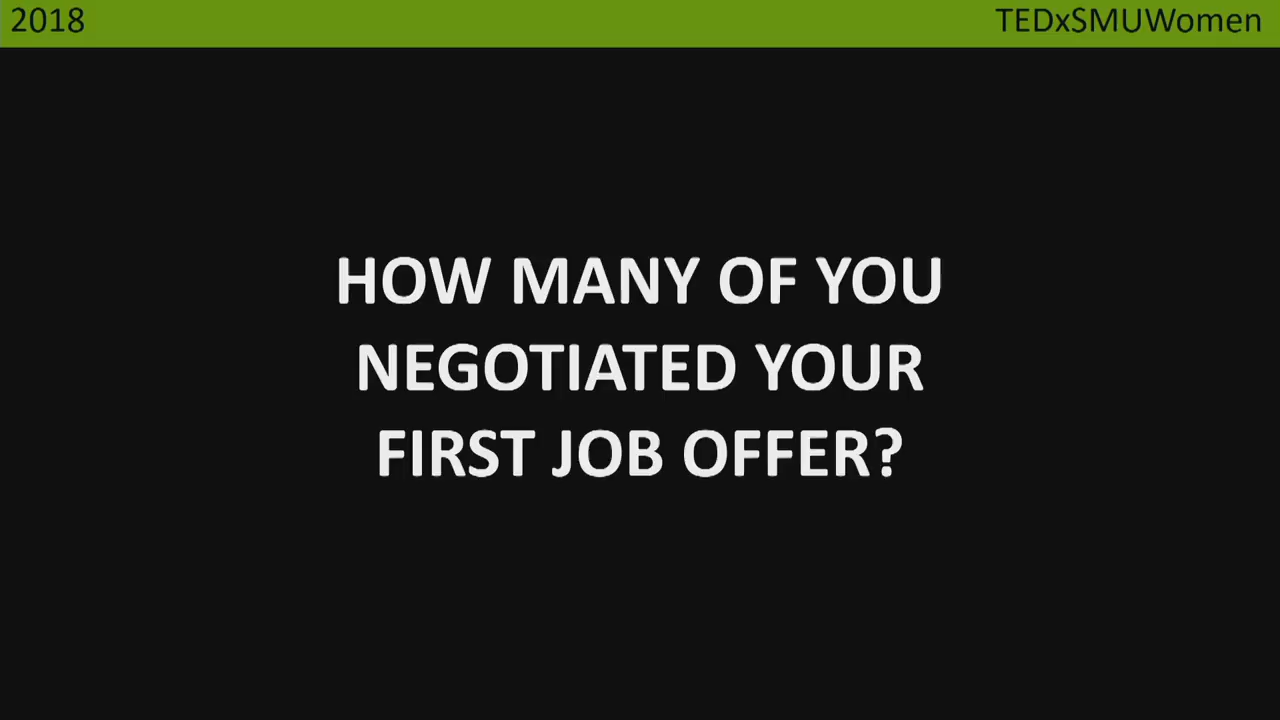 2018
TEDxSMUWomen
HOW MANY OF YOU
NEGOTIATED YOUR
FIRST JOB OFFER?